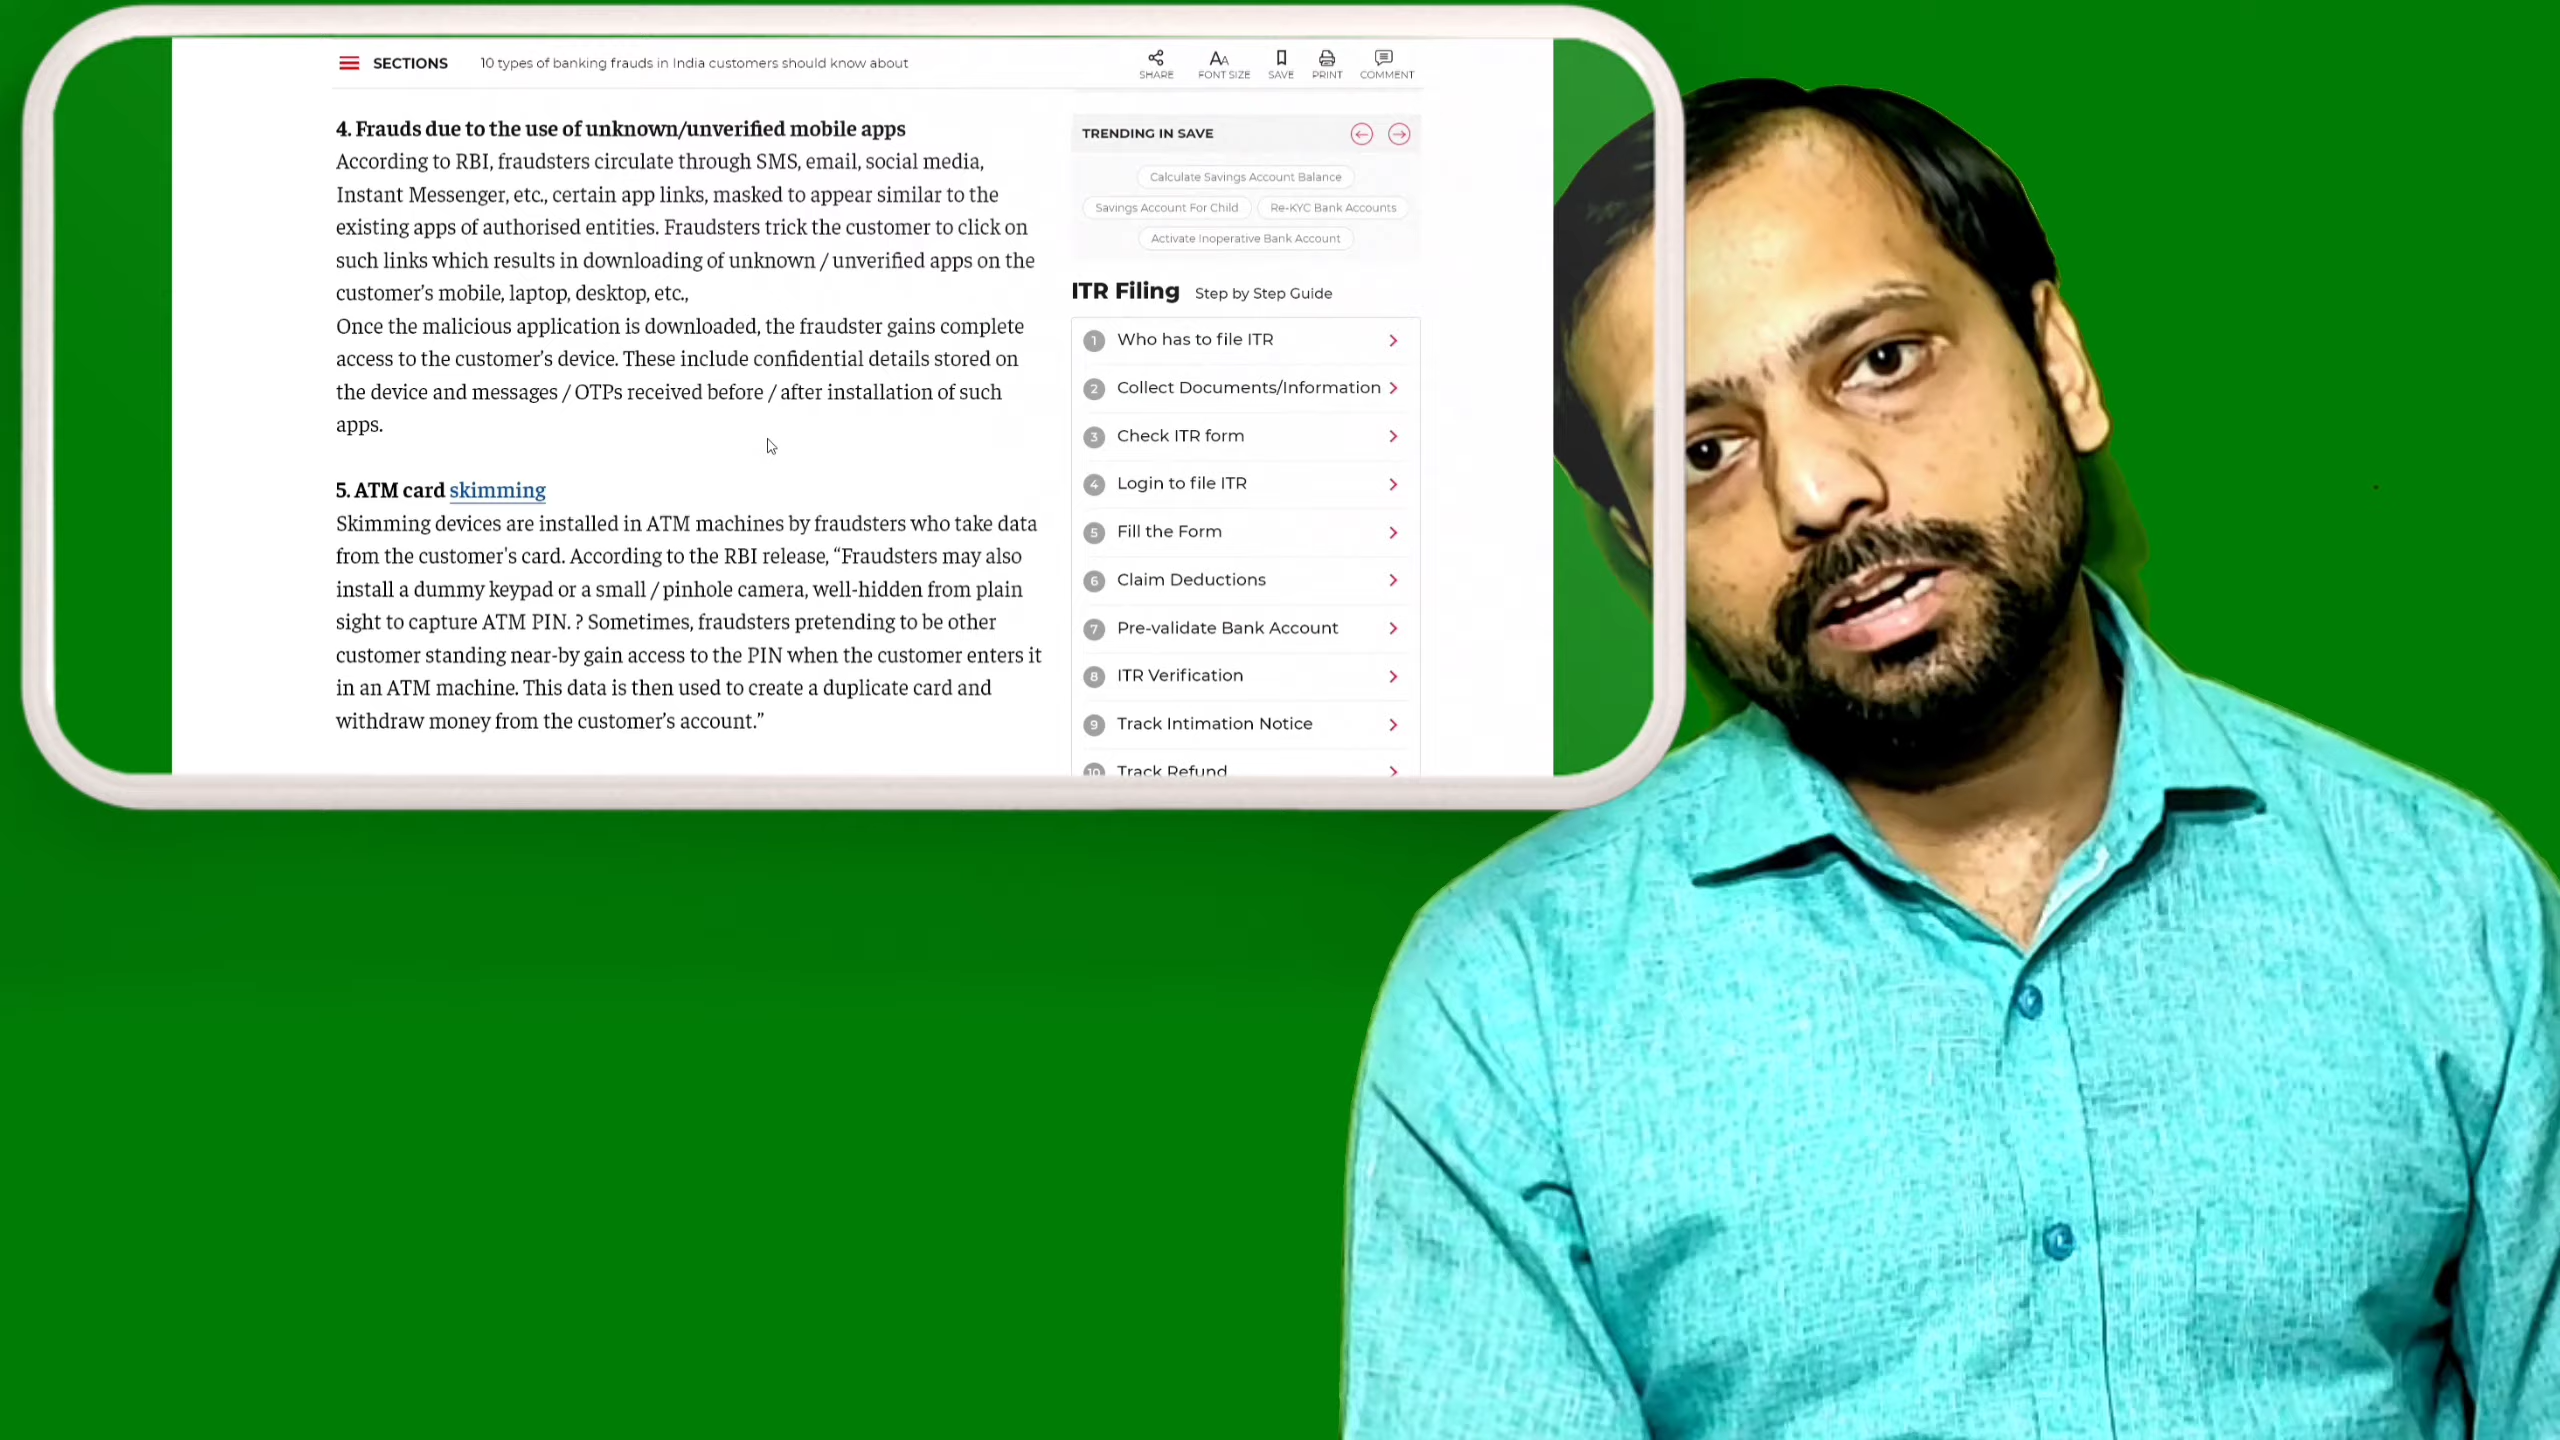 SECTIONS
10 types of banking frauds in India customers should know about
SHARE
AA
FONT SIZE
SAVE
PRINT
COMMENT
4. Frauds due to the use of unknown/unverified mobile apps
According to RBI, fraudsters circulate through SMS, email, social media,
Instant Messenger, etc., certain app links, masked to appear similar to the
existing apps of authorised entities. Fraudsters trick the customer to click on
such links which results in downloading of unknown / unverified apps on the
customer’s mobile, laptop, desktop, etc.,
Once the malicious application is downloaded, the fraudster gains complete
access to the customer’s device. These include confidential details stored on
the device and messages / OTPs received before / after installation of such
apps.
5. ATM card skimming
Skimming devices are installed in ATM machines by fraudsters who take data
from the customer's card. According to the RBI release, “Fraudsters may also
install a dummy keypad or a small / pinhole camera, well-hidden from plain
sight to capture ATM PIN. ? Sometimes, fraudsters pretending to be other
customer standing near-by gain access to the PIN when the customer enters it
in an ATM machine. This data is then used to create a duplicate card and
withdraw money from the customer’s account.”
TRENDING IN SAVE
Calculate Savings Account Balance
Savings Account For Child
Re-KYC Bank Accounts
Activate Inoperative Bank Account
ITR Filing Step by Step Guide
1 Who has to file ITR
2 Collect Documents/Information
3 Check ITR form
4 Login to file ITR
5 Fill the Form
6 Claim Deductions
7 Pre-validate Bank Account
8 ITR Verification
9 Track Intimation Notice
10 Track Refund